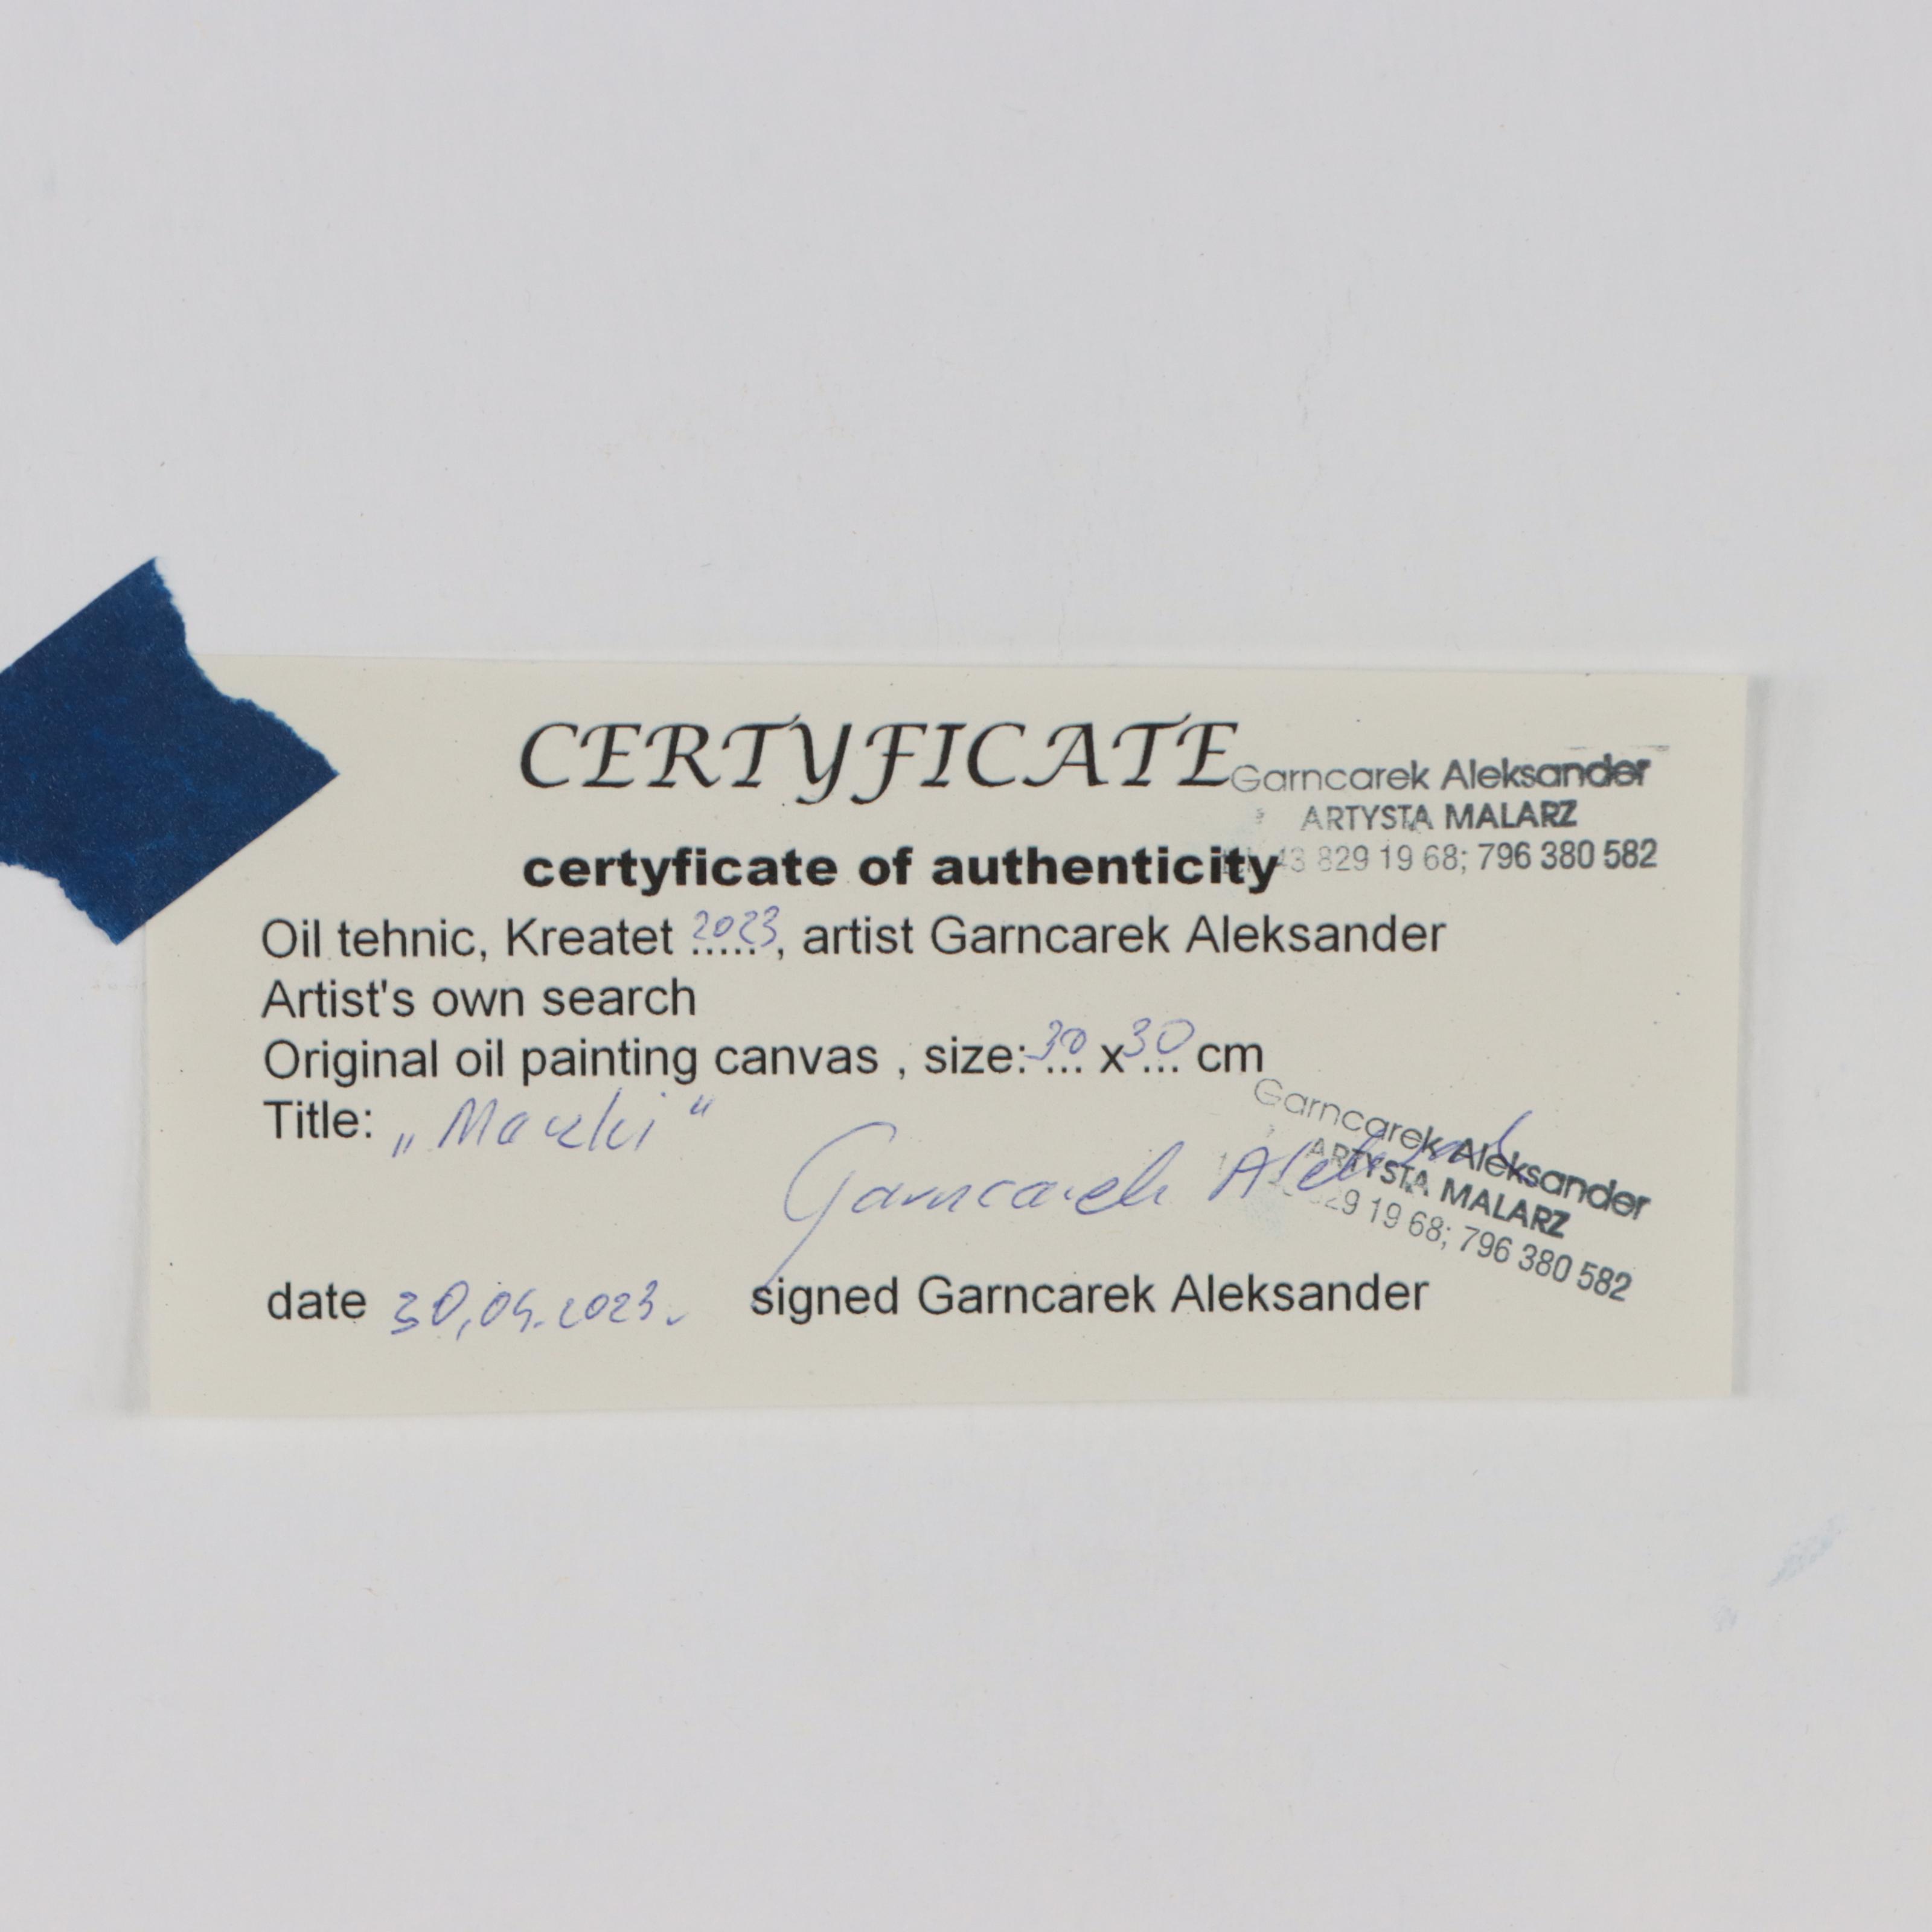 CERTYFICATE
Garncarek Aleksander
ARTYSTA MALARZ
43 829 19 68; 796 380 582
certyficate of authenticity
Oil tehnic, Kreatet 2023, artist Garncarek Aleksander
Artist's own search
Original oil painting canvas , size: 30 x 30 cm
Title:
Garncarek Aleksander
Garncarek Aleksander
ARTYSTA MALARZ
29 19 68; 796 380 582
date 30,04.2023.
signed Garncarek Aleksander